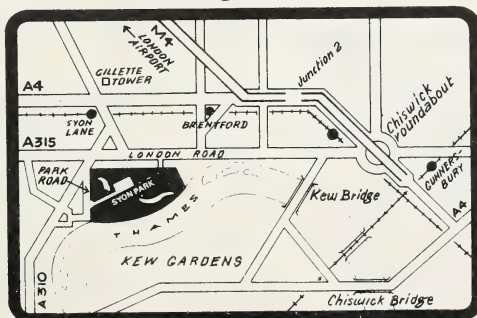 M4
LONDON
AIRPORT
Junction 2
GILLETTE
TOWER
A4
Chiswick
roundabout
SYON
LANE
BRENTFORD
A315
LONDON ROAD
GUNNERS-
BURY
PARK
ROAD
SYON PARK
Kew Bridge
A4
THAMES
KEW GARDENS
A310
Chiswick Bridge